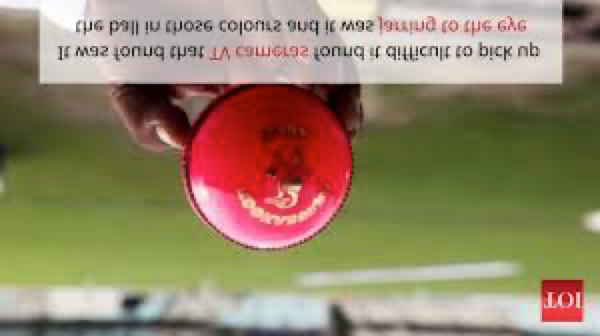 It was found that TV cameras found it difficult to pick up
the ball in those colours and it was jarring to the eye
KOOKABURRA
TOI